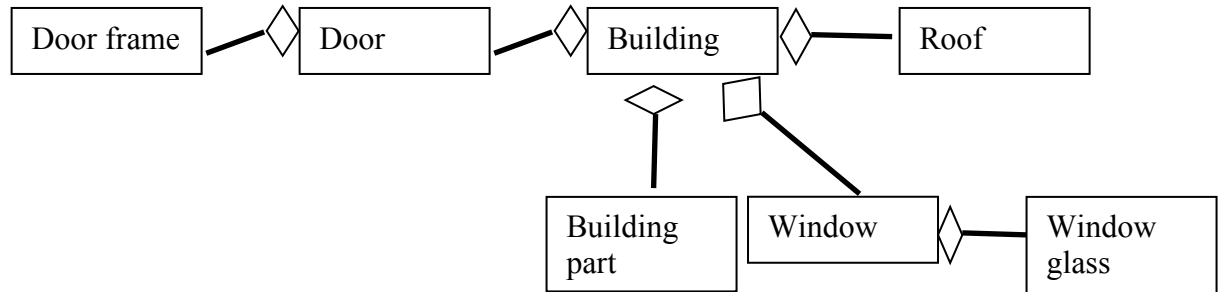 Door frame
Door
Building
Roof
Building
part
Window
Window
glass